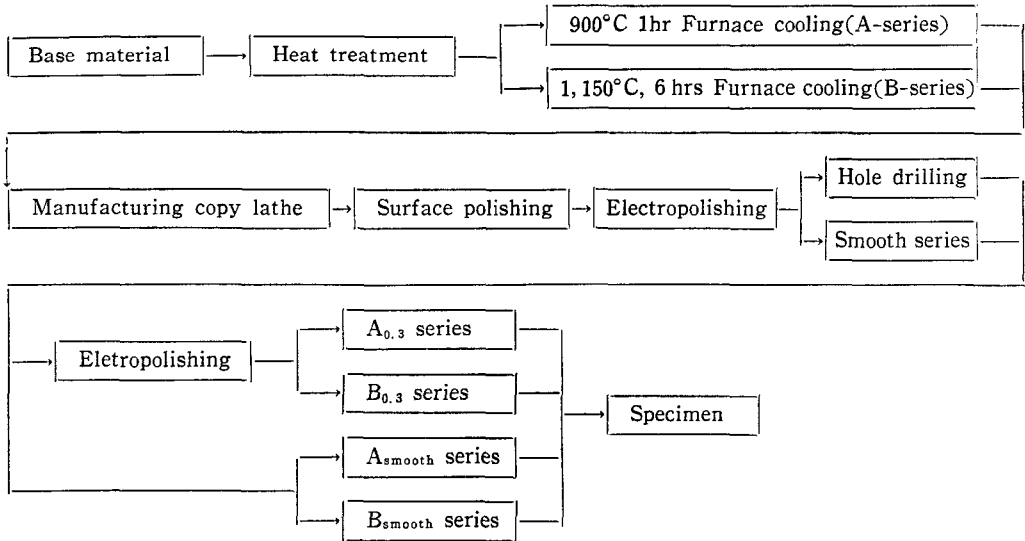 900°C 1hr Furnace cooling(A-series)
Base material
Heat treatment
1,150°C, 6 hrs Furnace cooling(B-series)
Hole drilling
Manufacturing copy lathe
Surface polishing
Electropolishing
Smooth series
A0.3 series
Eletropolishing
B0.3 series
Specimen
Asmooth series
Bsmooth series